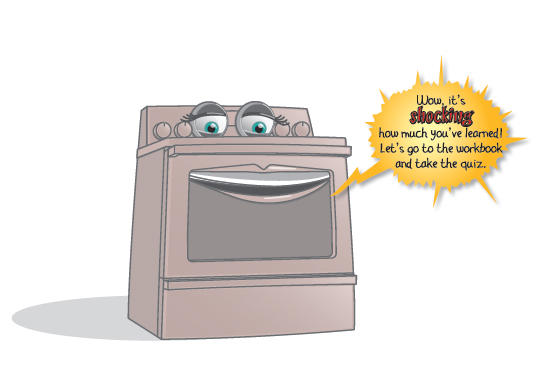 Wow, it's
shocking
how much you've learned!
Let's go to the workbook
and take the quiz.